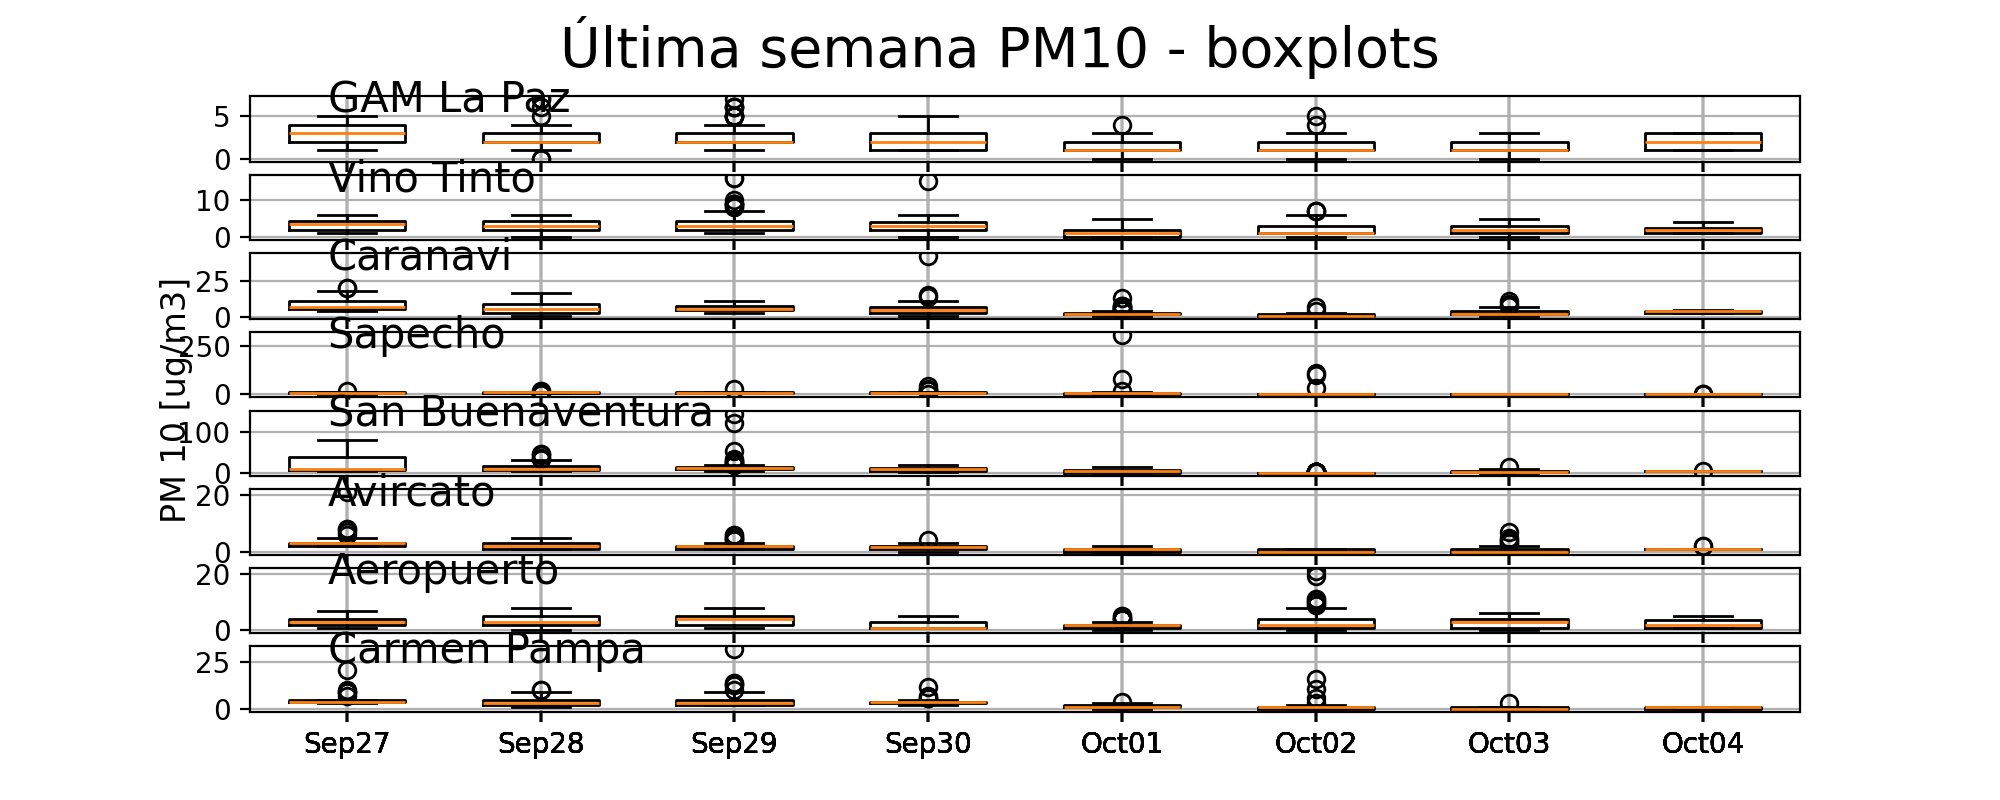 Última semana PM10 - boxplots
GAM La Paz
5
0
Vino Tinto
10
0
Caranavi
25
0
Sapecho
250
0
San Buenaventura
100
0
Avircato
20
0
Aeropuerto
20
0
Carmen Pampa
25
0
PM 10 [ug/m3]
Sep27 Sep28 Sep29 Sep30 Oct01 Oct02 Oct03 Oct04